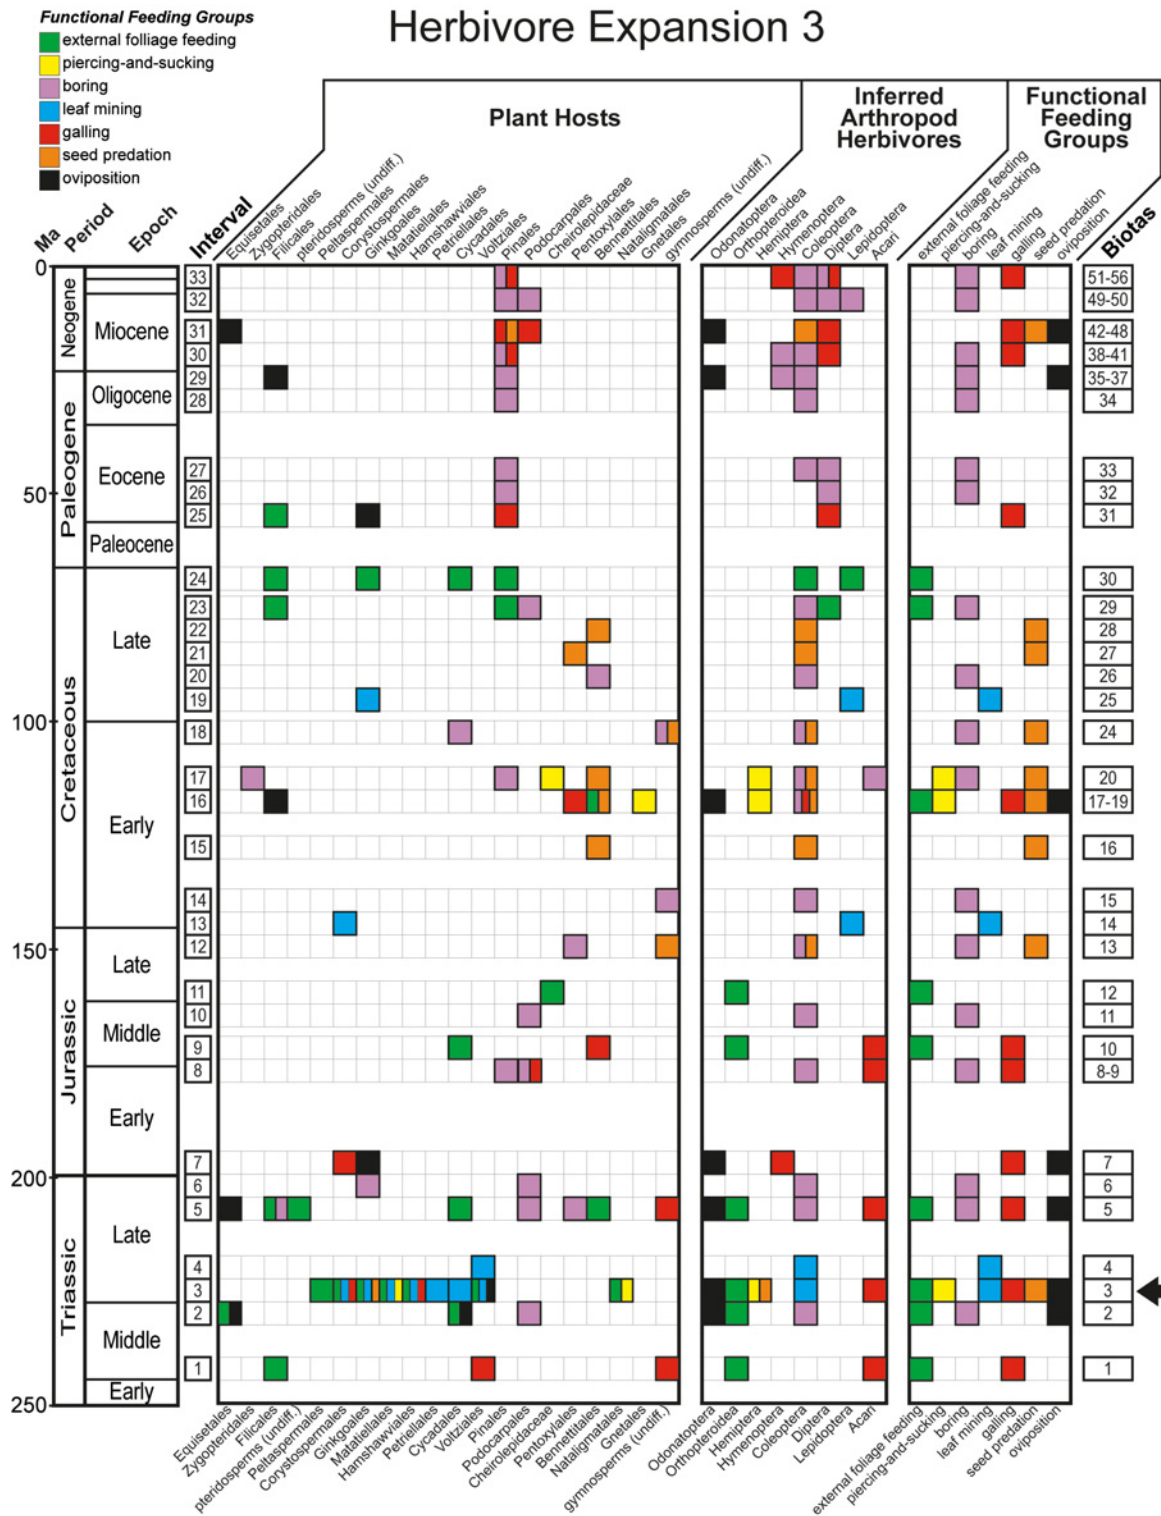 Herbivore Expansion 3
Functional Feeding Groups
external folliage feeding
piercing-and-sucking
boring
leaf mining
galling
seed predation
oviposition
Plant Hosts
Inferred
Arthropod
Herbivores
Functional
Feeding
Groups
Ma
Period
Epoch
Interval
Equisetales
Zygopteridales
Filicales
pteridosperms (undiff.)
Peltaspermales
Corystospermales
Ginkgoales
Matatiellales
Hamshawviales
Petriellales
Cycadales
Voltziales
Pinales
Podocarpales
Cheirolepidiaceae
Pentoxylales
Bennettitales
Nataligmatales
Gnetales
gymnosperms (undiff.)
Odonatoptera
Orthopteroidea
Hemiptera
Hymenoptera
Coleoptera
Diptera
Lepidoptera
Acari
external foliage feeding
piercing-and-sucking
boring
leaf mining
galling
seed predation
oviposition
Biotas
0
50
100
150
200
250
Neogene
Paleogene
Cretaceous
Jurassic
Triassic
Miocene
Oligocene
Eocene
Paleocene
Late
Early
Late
Middle
Early
Late
Middle
Early
33 51-56
32 49-50
31 42-48
30 38-41
29 35-37
28 34
27 33
26 32
25 31
24 30
23 29
22 28
21 27
20 26
19 25
18 24
17 20
16 17-19
15 16
14 15
13 14
12 13
11 12
10 11
9 10
8 8-9
7 7
6 6
5 5
4 4
3 3
2 2
1 1
Equisetales
Zygopteridales
Filicales
pteridosperms (undiff.)
Peltaspermales
Corystospermales
Ginkgoales
Matatiellales
Hamshawviales
Petriellales
Cycadales
Voltziales
Pinales
Podocarpales
Cheirolepidiaceae
Pentoxylales
Bennettitales
Nataligmatales
Gnetales
gymnosperms (undiff.)
Odonatoptera
Orthopteroidea
Hemiptera
Hymenoptera
Coleoptera
Diptera
Lepidoptera
Acari
external foliage feeding
piercing-and-sucking
boring
leaf mining
galling
seed predation
oviposition